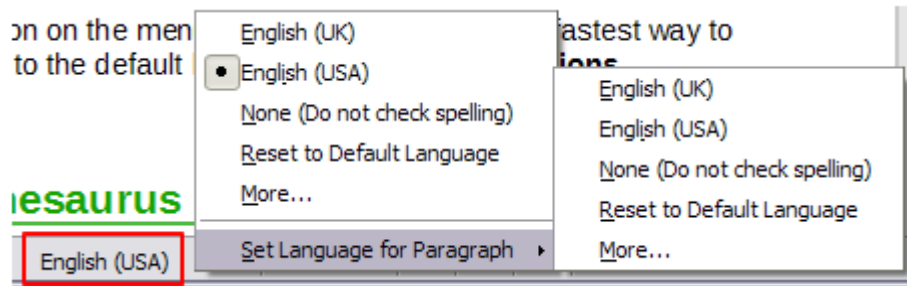 on on the men
astest way to
to the default
ions
English (UK)
English (USA)
None (Do not check spelling)
Reset to Default Language
More...
Set Language for Paragraph
English (UK)
English (USA)
None (Do not check spelling)
Reset to Default Language
More...
hesaurus
English (USA)